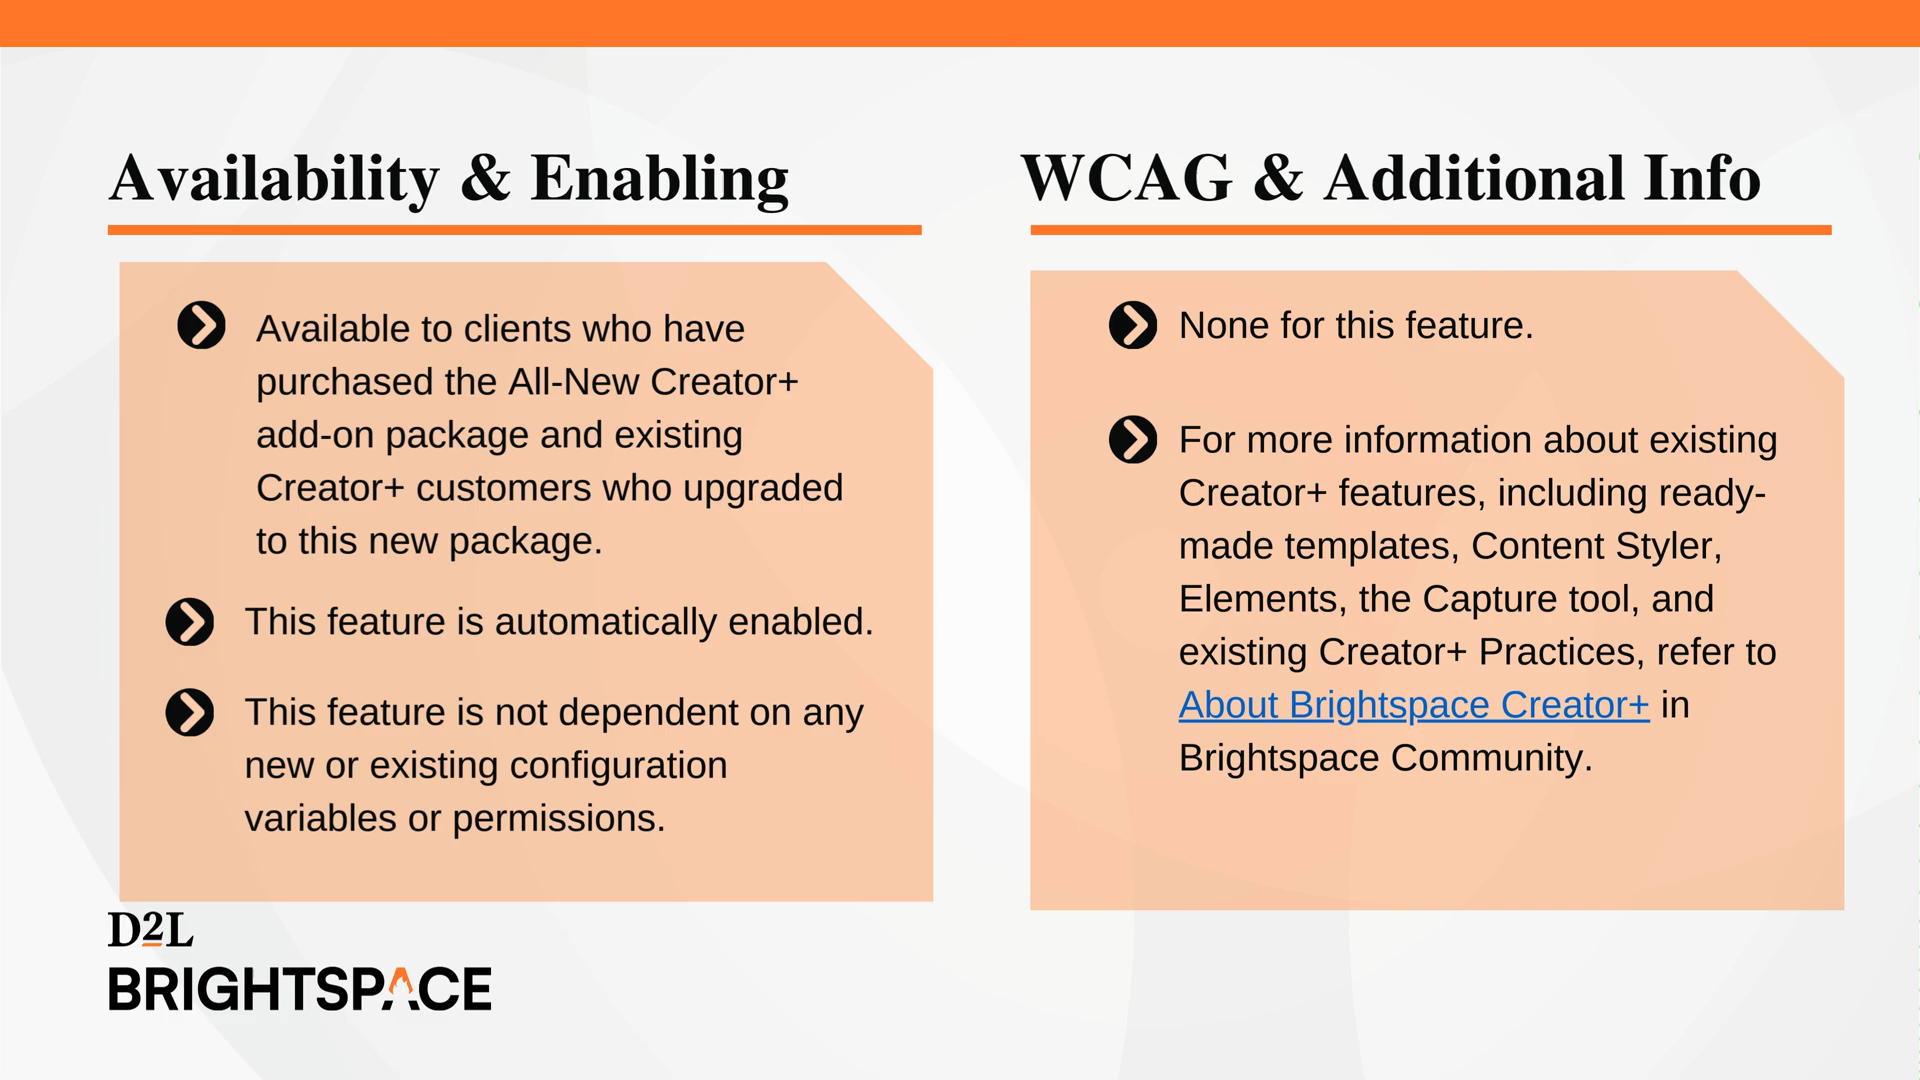 Availability & Enabling
Available to clients who have
purchased the All-New Creator+
add-on package and existing
Creator+ customers who upgraded
to this new package.
This feature is automatically enabled.
This feature is not dependent on any
new or existing configuration
variables or permissions.
WCAG & Additional Info
None for this feature.
For more information about existing
Creator+ features, including ready-
made templates, Content Styler,
Elements, the Capture tool, and
existing Creator+ Practices, refer to
About Brightspace Creator+ in
Brightspace Community.
D2L
BRIGHTSPACE